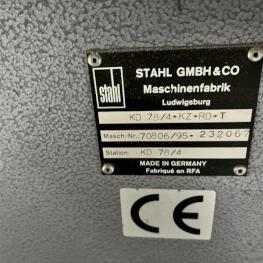 STAHL GMBH & CO
Maschinenfabrik
Ludwigsburg
stahl
KD 78/4-KZ-RD-T
Masch.-Nr. 70806/95-232067
Station: KD 78/4
MADE IN GERMANY
Fabriqué en RFA
CE